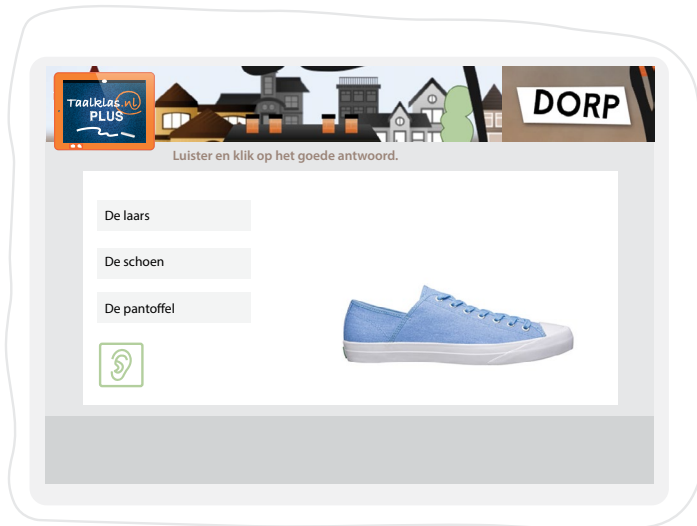 Taalklas.nl
PLUS
DORP
Luister en klik op het goede antwoord.
De laars
De schoen
De pantoffel